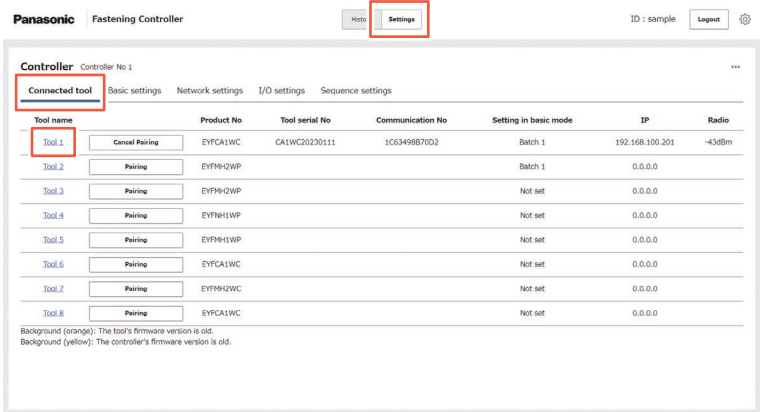 Panasonic Fastening Controller Histo Settings ID : sample Logout
Controller Controller No 1
Connected tool Basic settings Network settings I/O settings Sequence settings
Tool name Product No Tool serial No Communication No Setting in basic mode IP Radio
Tool 1 Cancel Pairing EYFCA1WC CA1WC20230111 1C63498B70D2 Batch 1 192.168.100.201 -43dBm
Tool 2 Pairing EYFMH2WP Batch 1 0.0.0.0
Tool 3 Pairing EYFMH2WP Not set 0.0.0.0
Tool 4 Pairing EYFNH1WP Not set 0.0.0.0
Tool 5 Pairing EYFMH1WP Not set 0.0.0.0
Tool 6 Pairing EYFCA1WC Not set 0.0.0.0
Tool 7 Pairing EYFMH2WC Not set 0.0.0.0
Tool 8 Pairing EYFCA1WC Not set 0.0.0.0
Background (orange): The tool's firmware version is old.
Background (yellow): The controller's firmware version is old.